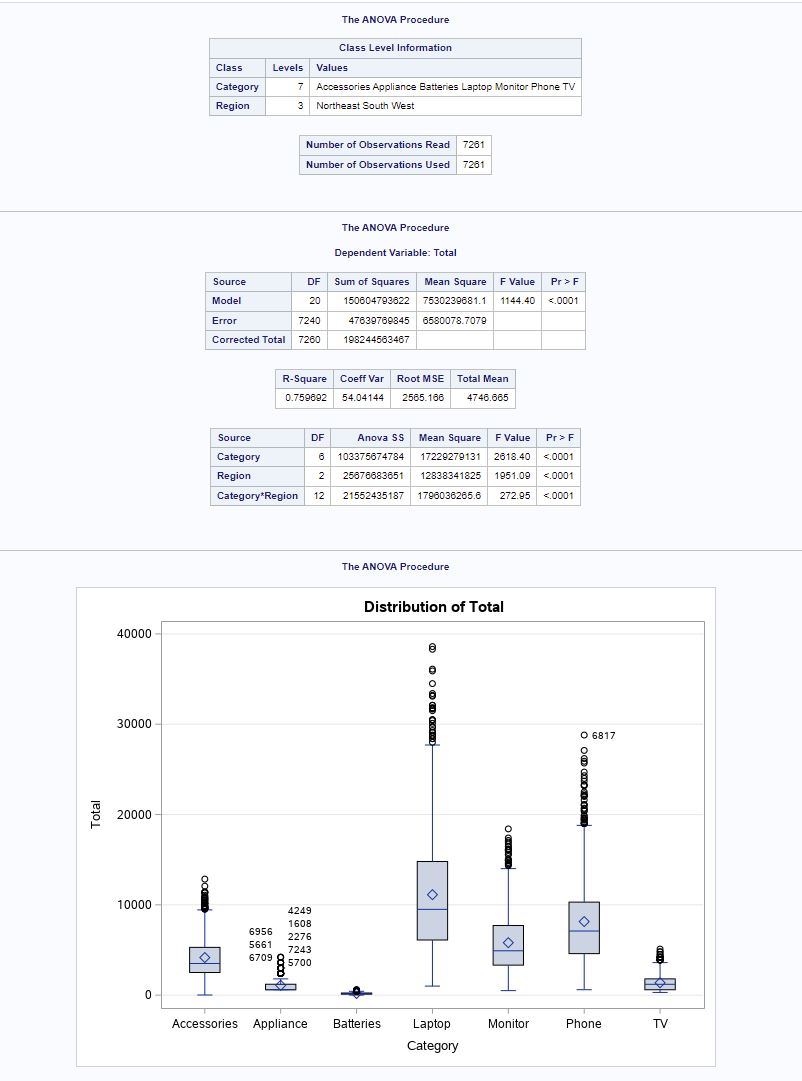 The ANOVA Procedure
Class Level Information
Class Levels Values
Category 7 Accessories Appliance Batteries Laptop Monitor Phone TV
Region 3 Northeast South West
Number of Observations Read 7261
Number of Observations Used 7261
The ANOVA Procedure
Dependent Variable: Total
Source DF Sum of Squares Mean Square F Value Pr > F
Model 20 150604793622 7530239681.1 1144.40 <.0001
Error 7240 47639769845 6580078.7079
Corrected Total 7260 198244563467
R-Square Coeff Var Root MSE Total Mean
0.759692 54.04144 2565.166 4746.665
Source DF Anova SS Mean Square F Value Pr > F
Category 6 103375674784 17229279131 2618.40 <.0001
Region 2 25676683651 12838341825 1951.09 <.0001
Category*Region 12 21552435187 1796036265.6 272.95 <.0001
The ANOVA Procedure
Distribution of Total
40000
30000
20000
10000
0
Total
6956
5661
6709
4249
1608
2276
7243
5700
6817
Accessories Appliance Batteries Laptop Monitor Phone TV
Category